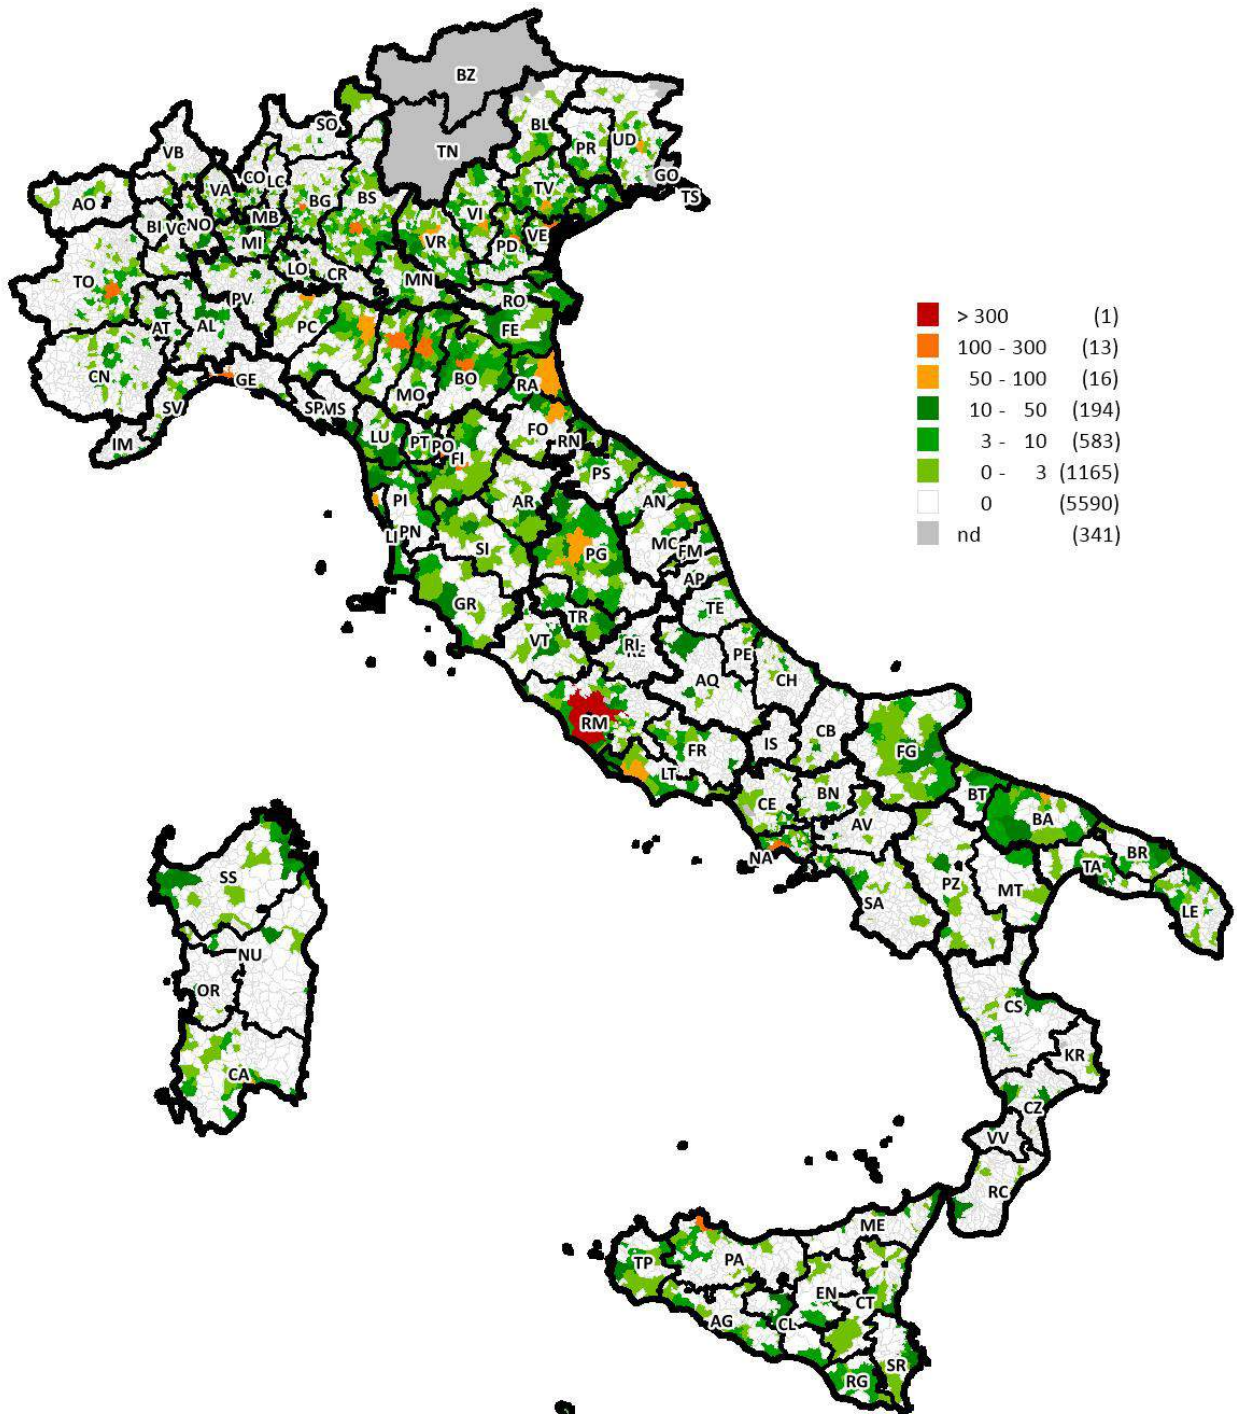 BZ
SO
BL
VB
TN
UD
PR
CO
LC
GO
VA
TV
TS
AO
BG
BS
VI
MB
BI
VC
NO
VE
MI
VR
PD
LO
CR
TO
MN
PV
RO
AT
AL
PC
FE
CN
GE
BO
RA
MO
SV
SP
MS
IM
LU
PT
PO
FO
RN
FI
PS
PI
AR
AN
LI
PN
MC
SI
PG
FM
AP
GR
TR
TE
VT
RI
PE
AQ
CH
RM
CB
IS
FR
FG
LT
CE
BN
BT
AV
BA
NA
BR
TA
SS
PZ
MT
SA
LE
NU
OR
CS
KR
CA
CZ
VV
RC
ME
TP
PA
EN
CT
AG
CL
SR
RG
> 300 (1)
100 - 300 (13)
50 - 100 (16)
10 - 50 (194)
3 - 10 (583)
0 - 3 (1165)
0 (5590)
nd (341)